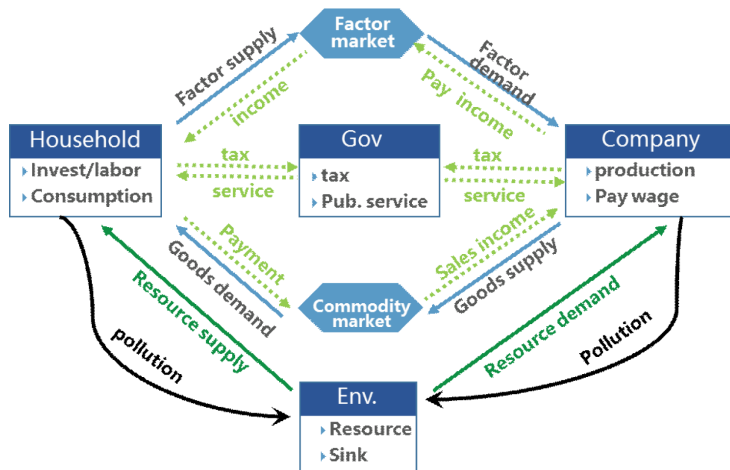 Factor
market
Factor supply
income
Factor
demand
Pay income
Household
Invest/labor
Consumption
Gov
tax
Pub. service
Company
production
Pay wage
tax
service
tax
service
Payment
Goods demand
Sales income
Goods supply
Commodity
market
Resource supply
Resource demand
pollution
Pollution
Env.
Resource
Sink